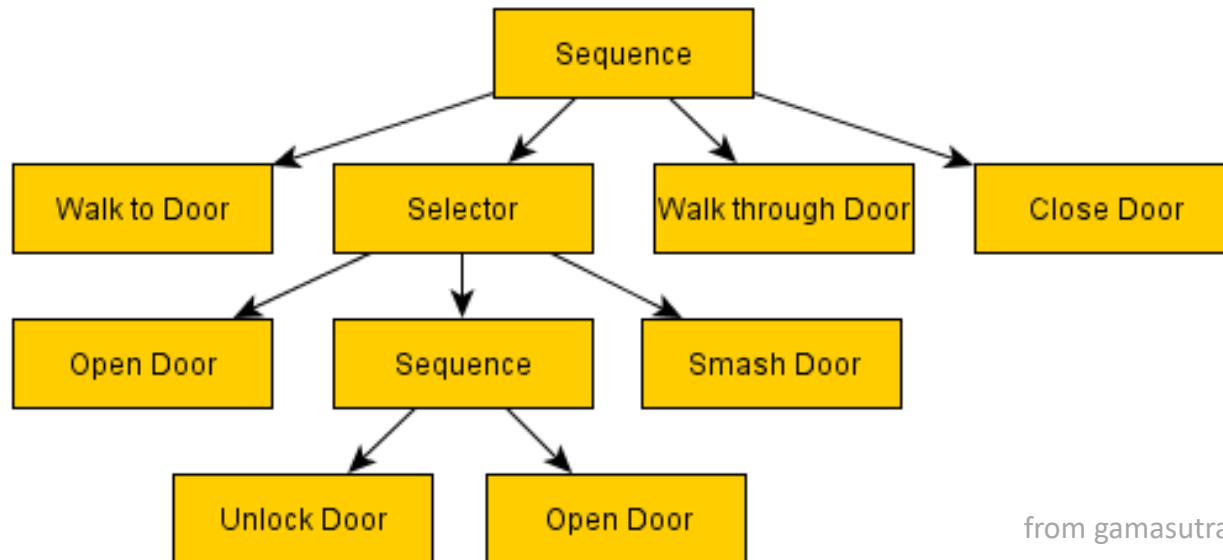 Sequence
Walk to Door
Selector
Walk through Door
Close Door
Open Door
Sequence
Smash Door
Unlock Door
Open Door
from gamasutra